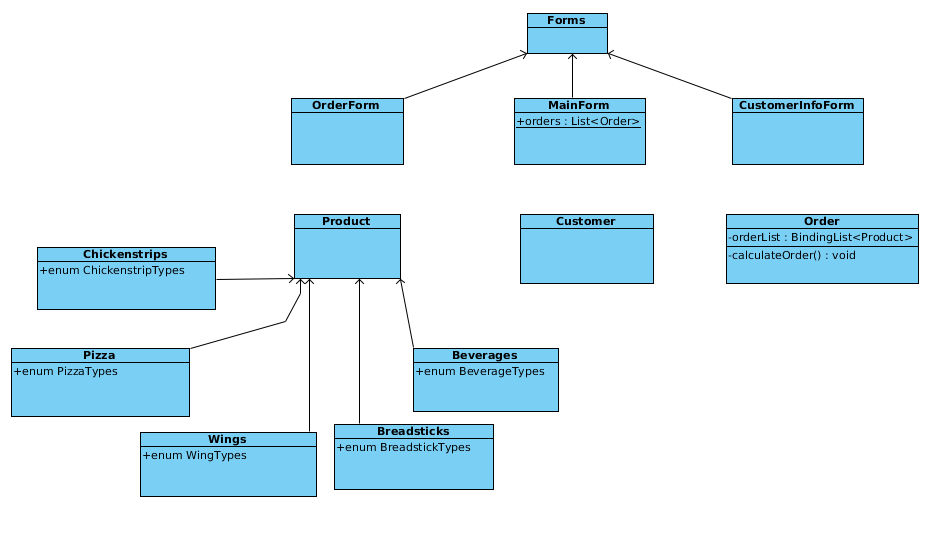 Forms
OrderForm
MainForm
+orders : List<Order>
CustomerInfoForm
Product
Customer
Order
-orderList : BindingList<Product>
-calculateOrder() : void
Chickenstrips
+enum ChickenstripTypes
Pizza
+enum PizzaTypes
Beverages
+enum BeverageTypes
Wings
+enum WingTypes
Breadsticks
+enum BreadstickTypes